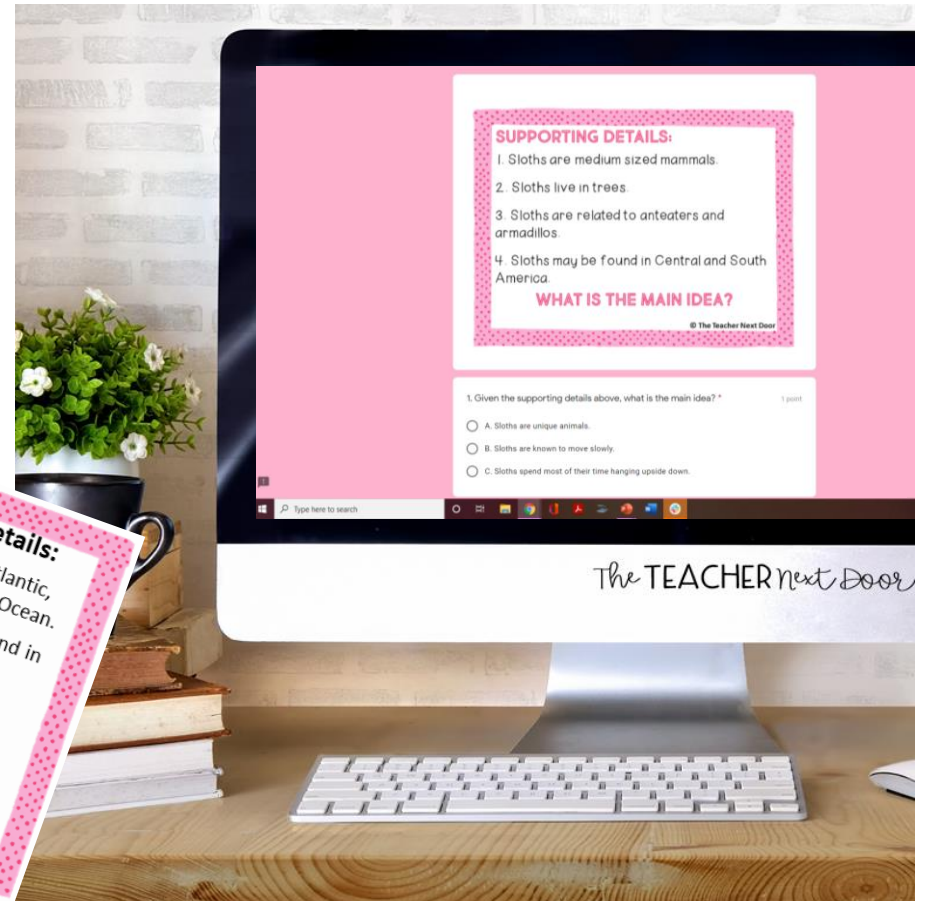 SUPPORTING DETAILS:
1. Sloths are medium sized mammals.
2. Sloths live in trees.
3. Sloths are related to anteaters and
armadillos.
4. Sloths may be found in Central and South
America.
WHAT IS THE MAIN IDEA?
© The Teacher Next Door
1. Given the supporting details above, what is the main idea? *
1 point
A. Sloths are unique animals.
B. Sloths are known to move slowly.
C. Sloths spend most of their time hanging upside down.
Type here to search
The TEACHER Next Door
etails:
lantic,
Ocean.
nd in